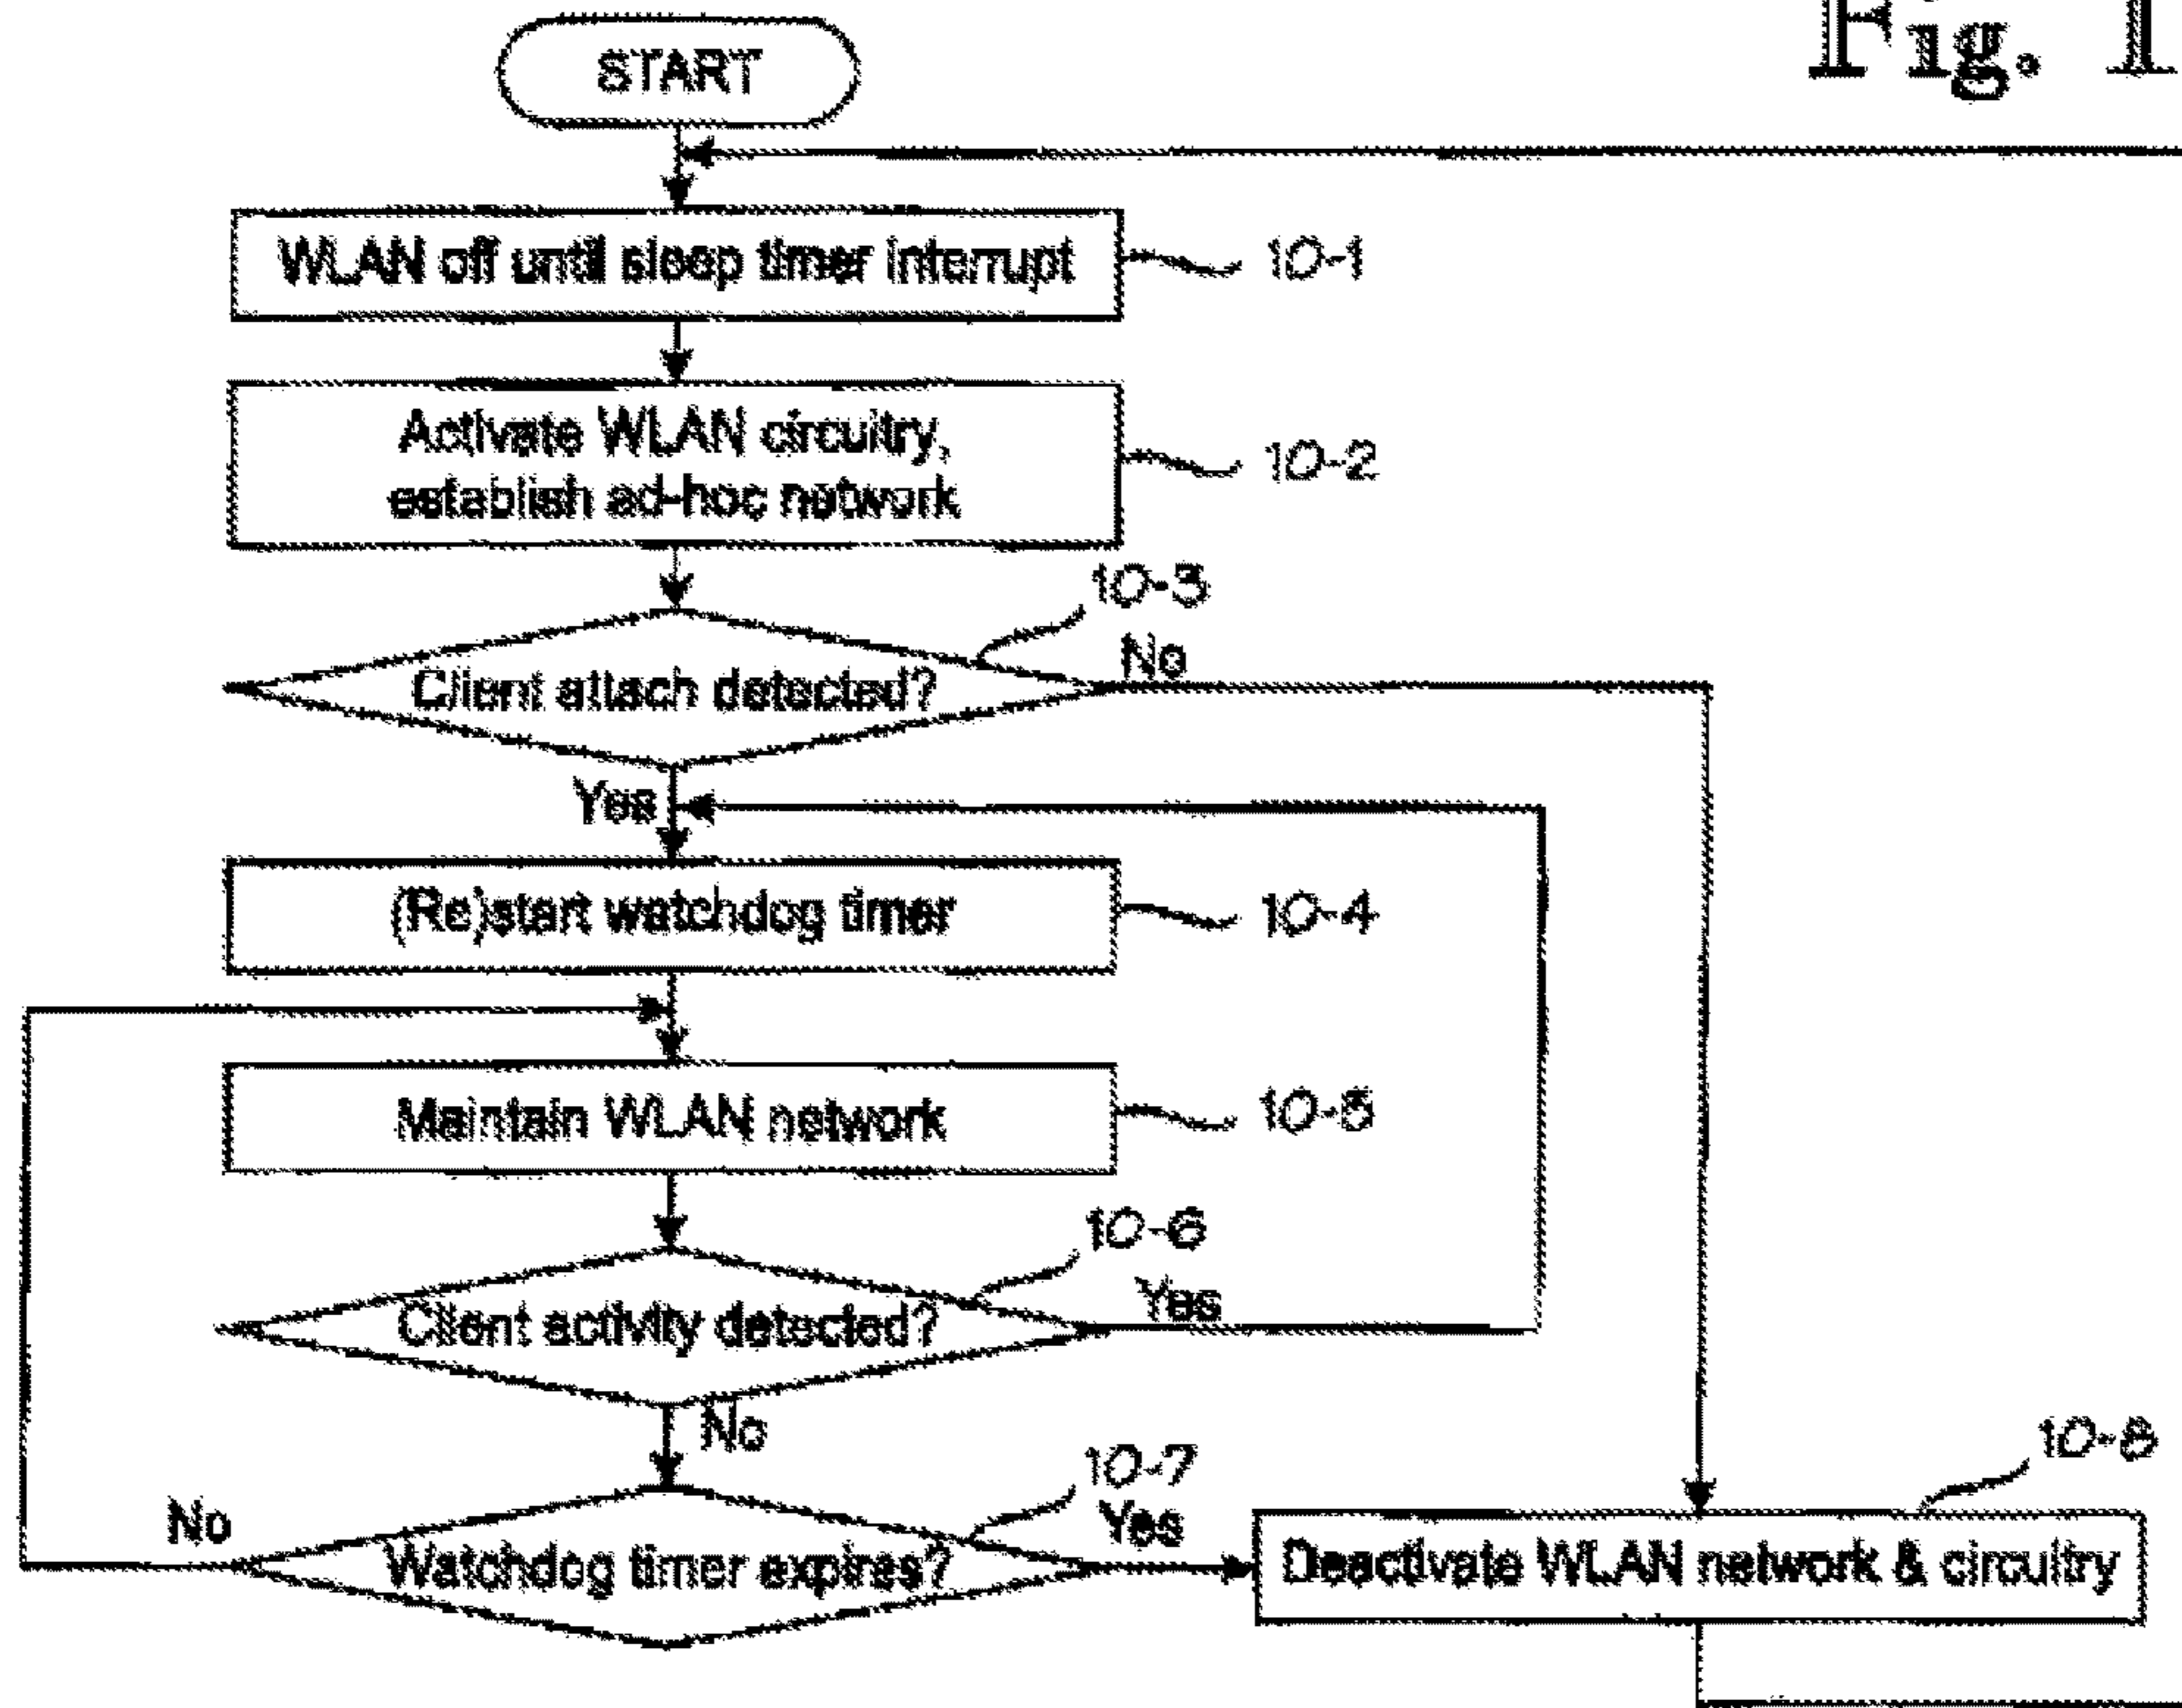 Fig. 1
START
WLAN off until sleep timer interrupt
10-1
Activate WLAN circuitry,
establish ad-hoc network
10-2
10-3
Client attach detected?
No
Yes
(Re)start watchdog timer
10-4
Maintain WLAN network
10-5
10-6
Client activity detected?
Yes
No
10-7
Watchdog timer expires?
No
Yes
10-8
Deactivate WLAN network & circuitry